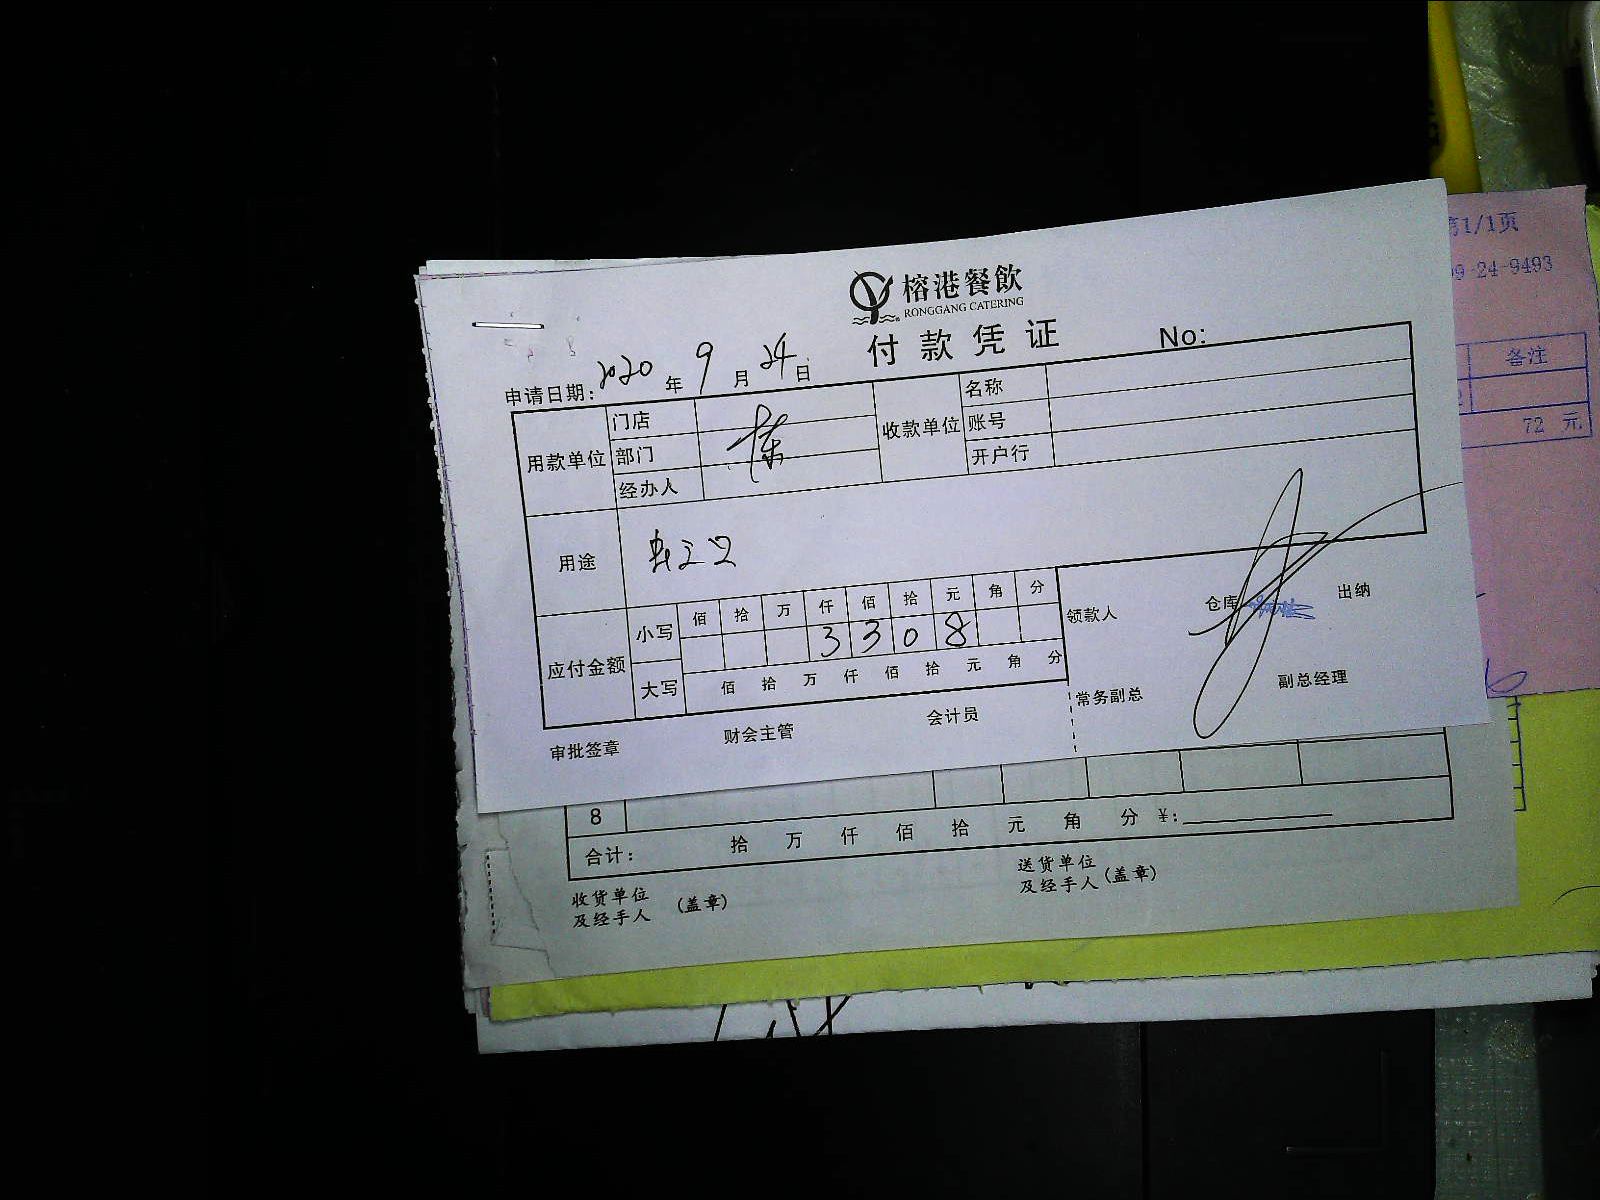 榕港餐飲
RONGGANG CATERING
付款凭证 No:
申请日期: 2020 年 9 月 24 日
用款单位 门店 部门 经办人
收款单位 名称 账号 开户行
用途
应付金额 小写 佰 拾 万 仟 佰 拾 元 角 分
3 3 0 8
大写 佰 拾 万 仟 佰 拾 元 角 分
领款人 仓库 出纳
常务副总 副总经理
审批签章 财会主管 会计员
8
合计: 拾 万 仟 佰 拾 元 角 分 ¥:
收货单位
及经手人 (盖章)
送货单位
及经手人 (盖章)
第1/1页
09-24-9493
备注
72 元